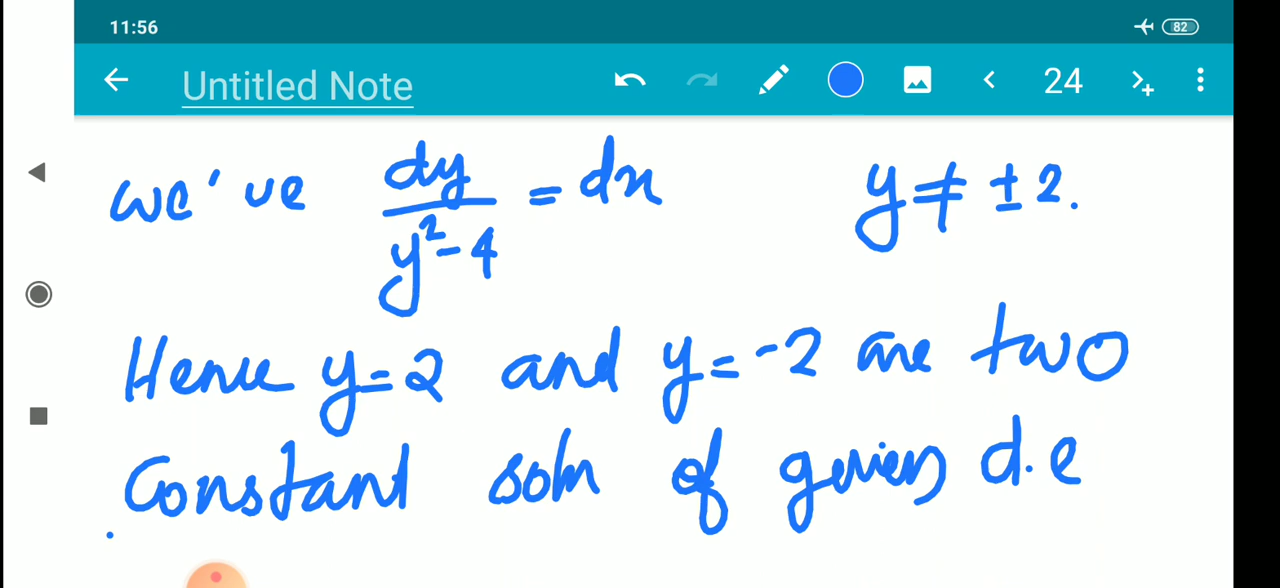 11:56 82
Untitled Note 24
we've dy/y²-4 = dx y ≠ ±2.
Hence y=2 and y=-2 are two
Constant soln of given d.e